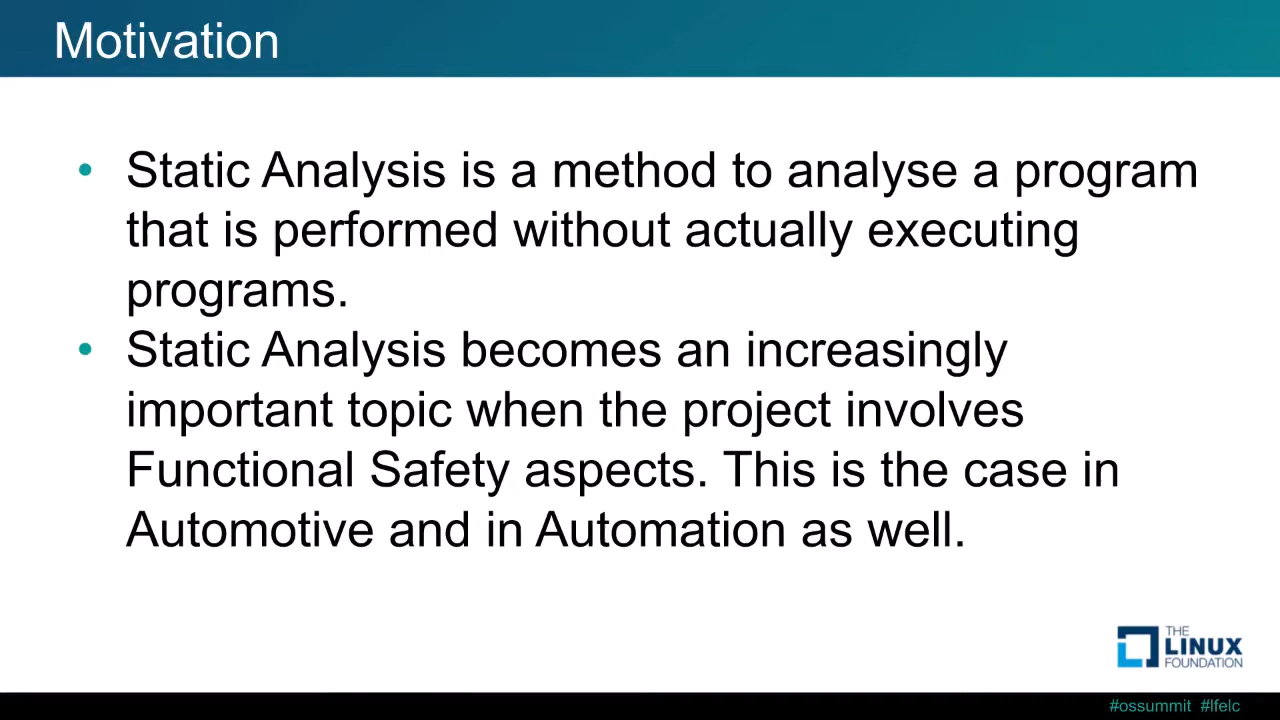 Motivation
• Static Analysis is a method to analyse a program
that is performed without actually executing
programs.
• Static Analysis becomes an increasingly
important topic when the project involves
Functional Safety aspects. This is the case in
Automotive and in Automation as well.
THE
LINUX
FOUNDATION
#ossummit #lfelc